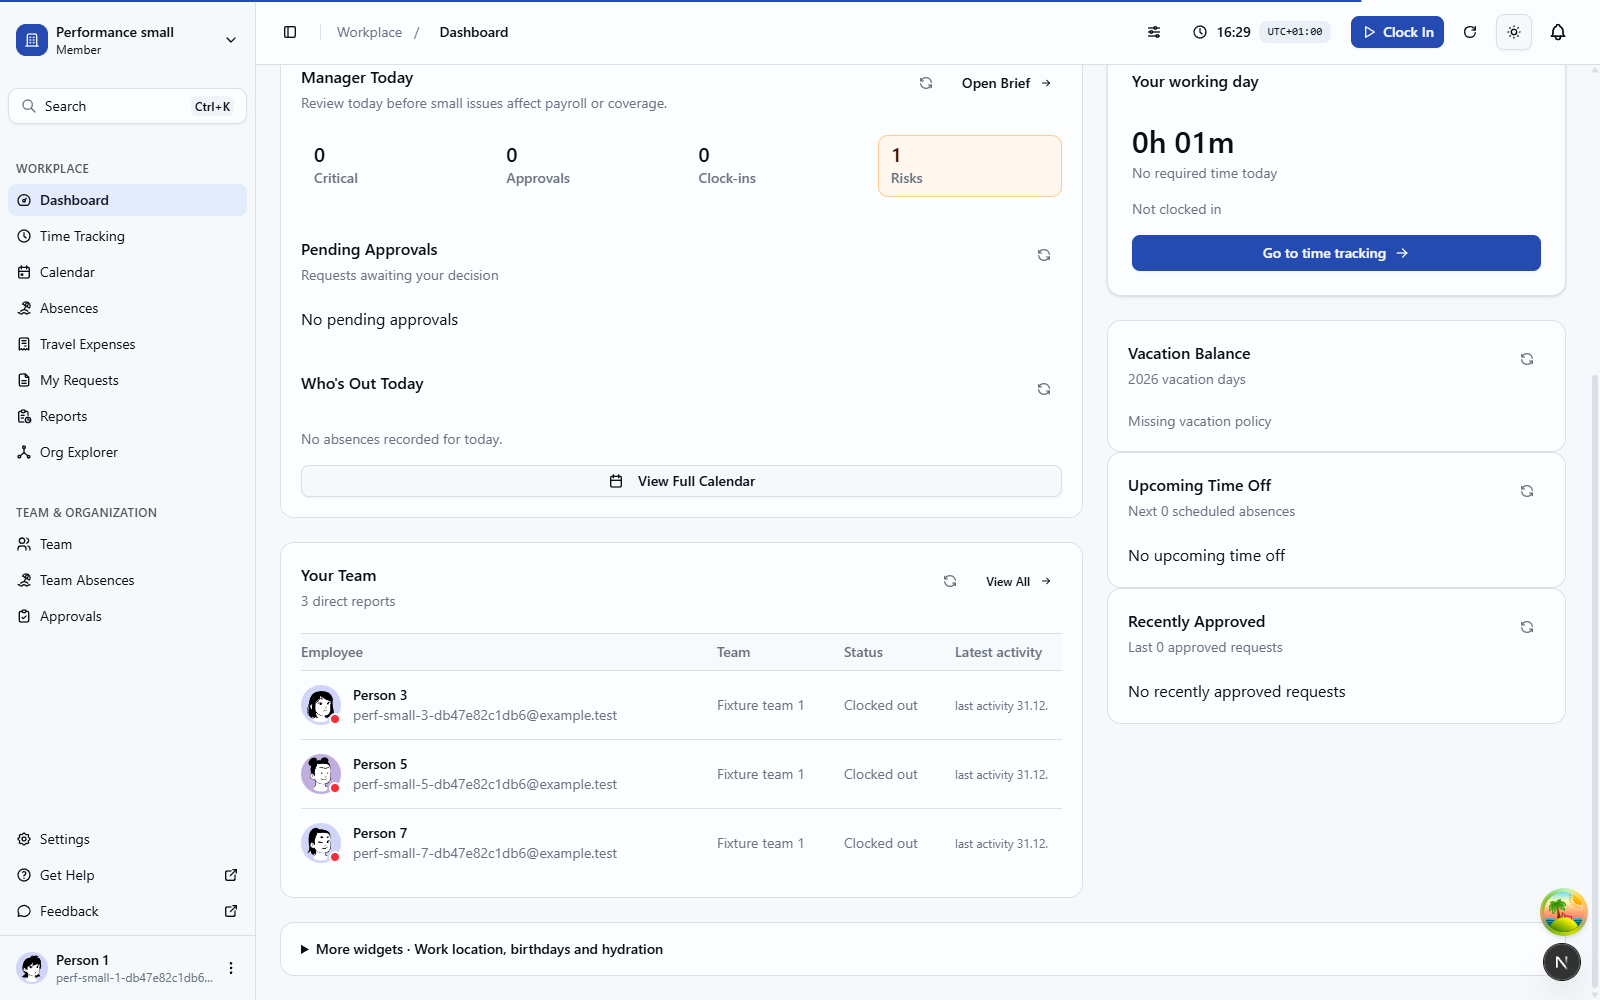 Performance small
Member
Search
Ctrl+K
WORKPLACE
Dashboard
Time Tracking
Calendar
Absences
Travel Expenses
My Requests
Reports
Org Explorer
TEAM & ORGANIZATION
Team
Team Absences
Approvals
Settings
Get Help
Feedback
Person 1
perf-small-1-db47e82c1db6...
Workplace / Dashboard
16:29 UTC+01:00
Clock In
Manager Today
Review today before small issues affect payroll or coverage.
Open Brief
0
Critical
0
Approvals
0
Clock-ins
1
Risks
Pending Approvals
Requests awaiting your decision
No pending approvals
Who's Out Today
No absences recorded for today.
View Full Calendar
Your Team
3 direct reports
View All
Employee Team Status Latest activity
Person 3
perf-small-3-db47e82c1db6@example.test
Fixture team 1 Clocked out last activity 31.12.
Person 5
perf-small-5-db47e82c1db6@example.test
Fixture team 1 Clocked out last activity 31.12.
Person 7
perf-small-7-db47e82c1db6@example.test
Fixture team 1 Clocked out last activity 31.12.
More widgets · Work location, birthdays and hydration
Your working day
0h 01m
No required time today
Not clocked in
Go to time tracking
Vacation Balance
2026 vacation days
Missing vacation policy
Upcoming Time Off
Next 0 scheduled absences
No upcoming time off
Recently Approved
Last 0 approved requests
No recently approved requests
N